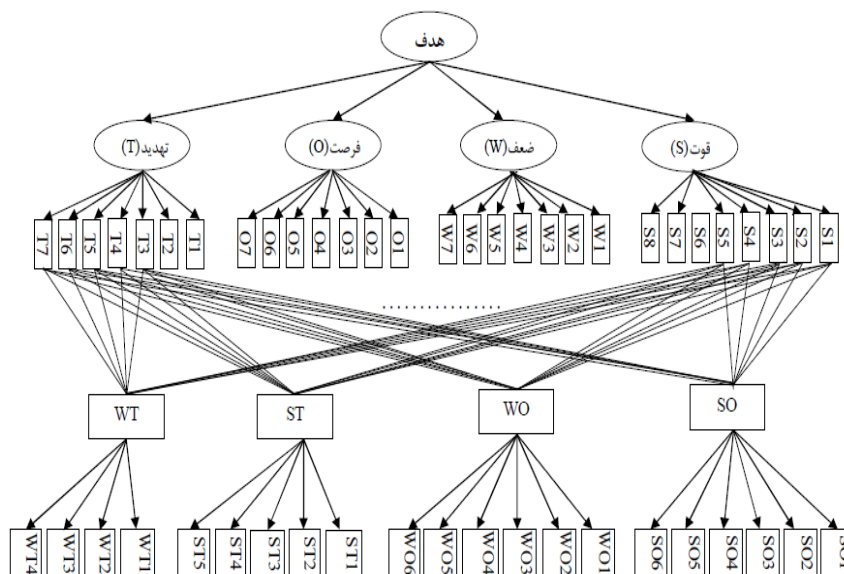 هدف
قوت(S) ضعف(W) فرصت(O) تهدید(T)
S1 S2 S3 S4 S5 S6 S7 S8 W1 W2 W3 W4 W5 W6 W7 O1 O2 O3 O4 O5 O6 O7 T1 T2 T3 T4 T5 T6 T7
................
SO WO ST WT
SO1 SO2 SO3 SO4 SO5 SO6 WO1 WO2 WO3 WO4 WO5 WO6 ST1 ST2 ST3 ST4 ST5 WT1 WT2 WT3 WT4